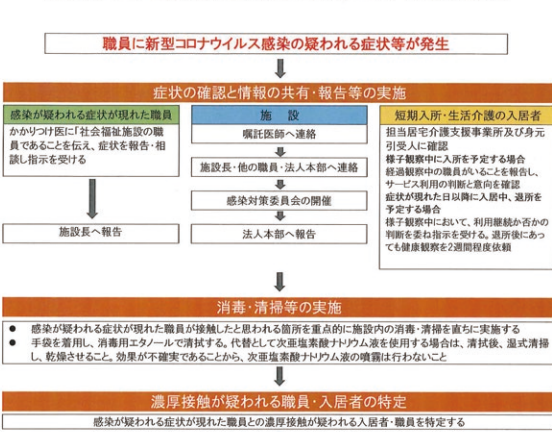 職員に新型コロナウイルス感染の疑われる症状等が発生
症状の確認と情報の共有・報告等の実施
感染が疑われる症状が現れた職員
かかりつけ医に「社会福祉施設の職
員であることを伝え、症状を報告・相
談し指示を受ける
施設長へ報告
施 設
嘱託医師へ連絡
施設長・他の職員・法人本部へ連絡
感染対策委員会の開催
法人本部へ報告
短期入所・生活介護の入居者
担当居宅介護支援事業所及び身元
引受人に確認
様子観察中に入所を予定する場合
経過観察中の職員がいることを報告し、
サービス利用の判断と意向を確認
症状が現れた日以降に入居中、退所を
予定する場合
様子観察中において、利用継続か否かの
判断を委ね指示を受ける。退所後にあっ
ても健康観察を2週間程度依頼
消毒・清掃等の実施
● 感染が疑われる症状が現れた職員が接触したと思われる箇所を重点的に施設内の消毒・清掃を直ちに実施する
● 手袋を着用し、消毒用エタノールで清拭する。代替として次亜塩素酸ナトリウム液を使用する場合は、清拭後、湿式清掃
し、乾燥させること。効果が不確実であることから、次亜塩素酸ナトリウム液の噴霧は行わないこと
濃厚接触が疑われる職員・入居者の特定
感染が疑われる症状が現れた職員との濃厚接触が疑われる入居者・職員を特定する